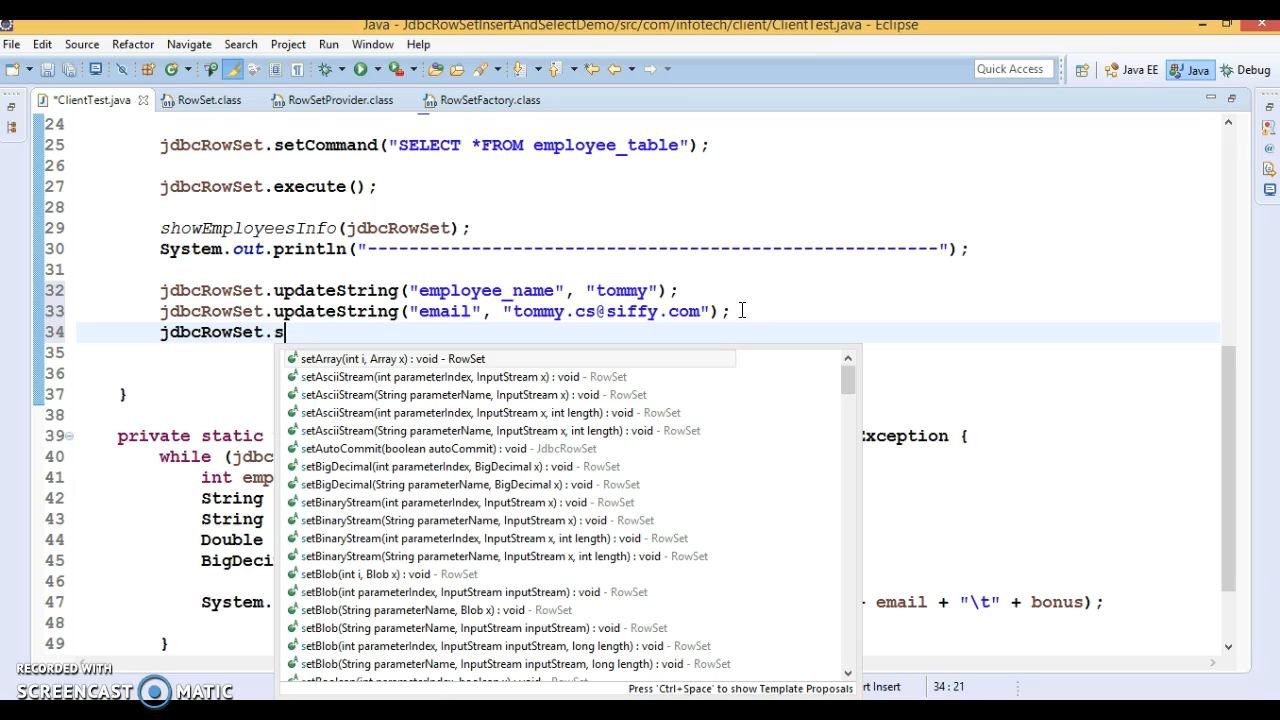 Java - JdbcRowSetInsertAndSelectDemo/src/com/infotech/client/ClientTest.java - Eclipse
File Edit Source Refactor Navigate Search Project Run Window Help
Quick Access Java EE Java Debug
*ClientTest.java RowSet.class RowSetProvider.class RowSetFactory.class
24
25 jdbcRowSet.setCommand("SELECT *FROM employee_table");
26
27 jdbcRowSet.execute();
28
29 showEmployeesInfo(jdbcRowSet);
30 System.out.println("-------------------------------------------------------");
31
32 jdbcRowSet.updateString("employee_name", "tommy");
33 jdbcRowSet.updateString("email", "tommy.cs@siffy.com");
34 jdbcRowSet.s
35
36
37 }
38
39 private static xception {
40 while (jdbc
41 int emp
42 String
43 String
44 Double
45 BigDeci
46
47 System. + email + "\t" + bonus);
48
49 }
setArray(int i, Array x) : void - RowSet
setAsciiStream(int parameterIndex, InputStream x) : void - RowSet
setAsciiStream(String parameterName, InputStream x) : void - RowSet
setAsciiStream(int parameterIndex, InputStream x, int length) : void - RowSet
setAsciiStream(String parameterName, InputStream x, int length) : void - RowSet
setAutoCommit(boolean autoCommit) : void - JdbcRowSet
setBigDecimal(int parameterIndex, BigDecimal x) : void - RowSet
setBigDecimal(String parameterName, BigDecimal x) : void - RowSet
setBinaryStream(int parameterIndex, InputStream x) : void - RowSet
setBinaryStream(String parameterName, InputStream x) : void - RowSet
setBinaryStream(int parameterIndex, InputStream x, int length) : void - RowSet
setBinaryStream(String parameterName, InputStream x, int length) : void - RowSet
setBlob(int i, Blob x) : void - RowSet
setBlob(int parameterIndex, InputStream inputStream) : void - RowSet
setBlob(String parameterName, Blob x) : void - RowSet
setBlob(String parameterName, InputStream inputStream) : void - RowSet
setBlob(int parameterIndex, InputStream inputStream, long length) : void - RowSet
setBlob(String parameterName, InputStream inputStream, long length) : void - RowSet
Press 'Ctrl+Space' to show Template Proposals
rt Insert 34 : 21
RECORDED WITH
SCREENCAST MATIC